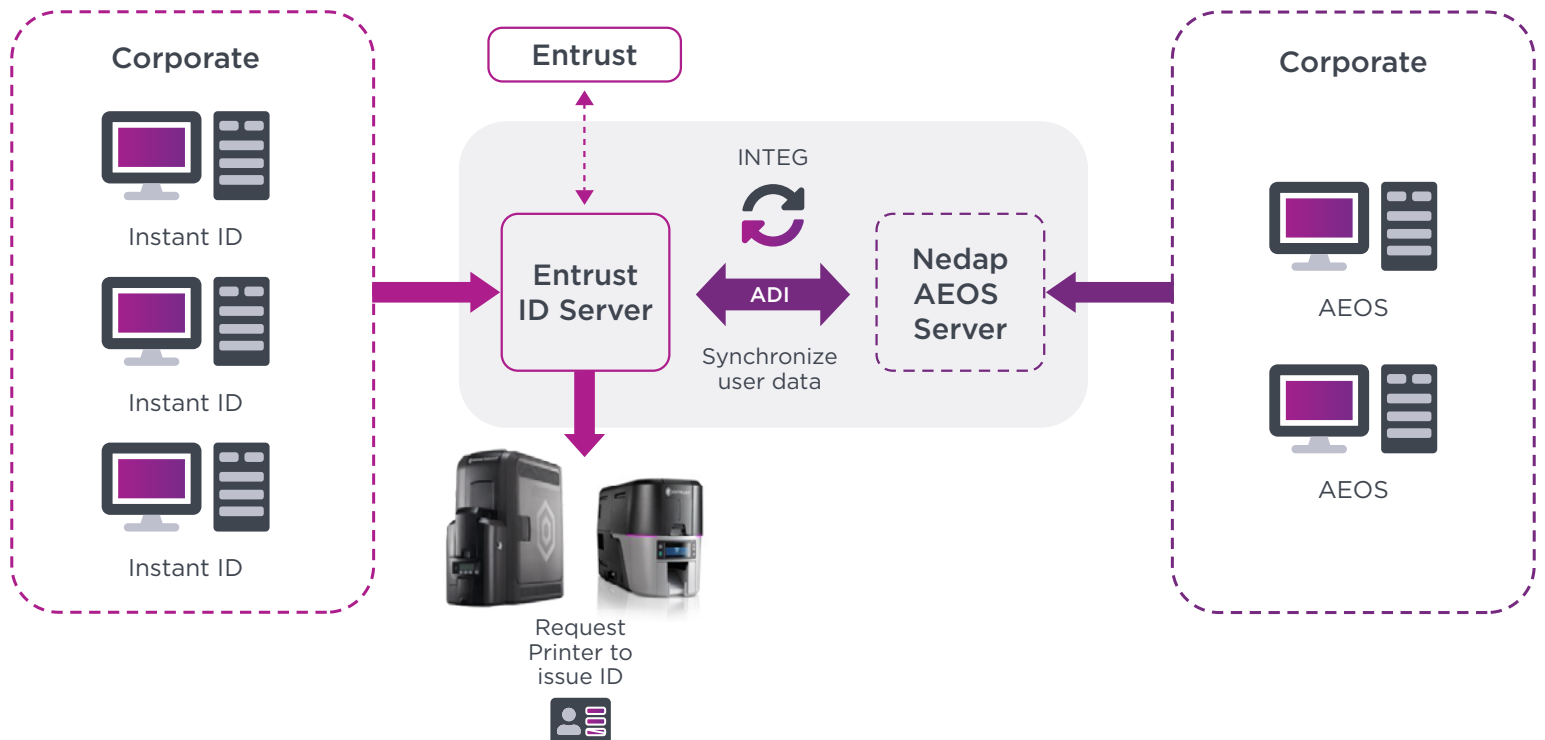 Corporate
Instant ID
Instant ID
Instant ID
Entrust
INTEG
Entrust
ID Server
ADI
Synchronize
user data
Nedap
AEOS
Server
Request
Printer to
issue ID
Corporate
AEOS
AEOS